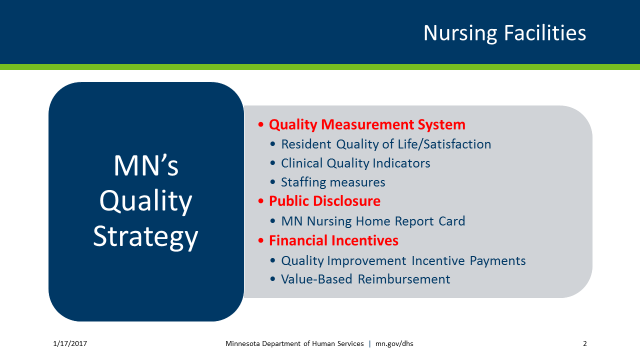 Nursing Facilities
MN's
Quality
Strategy
• Quality Measurement System
• Resident Quality of Life/Satisfaction
• Clinical Quality Indicators
• Staffing measures
• Public Disclosure
• MN Nursing Home Report Card
• Financial Incentives
• Quality Improvement Incentive Payments
• Value-Based Reimbursement
1/17/2017 Minnesota Department of Human Services | mn.gov/dhs 2